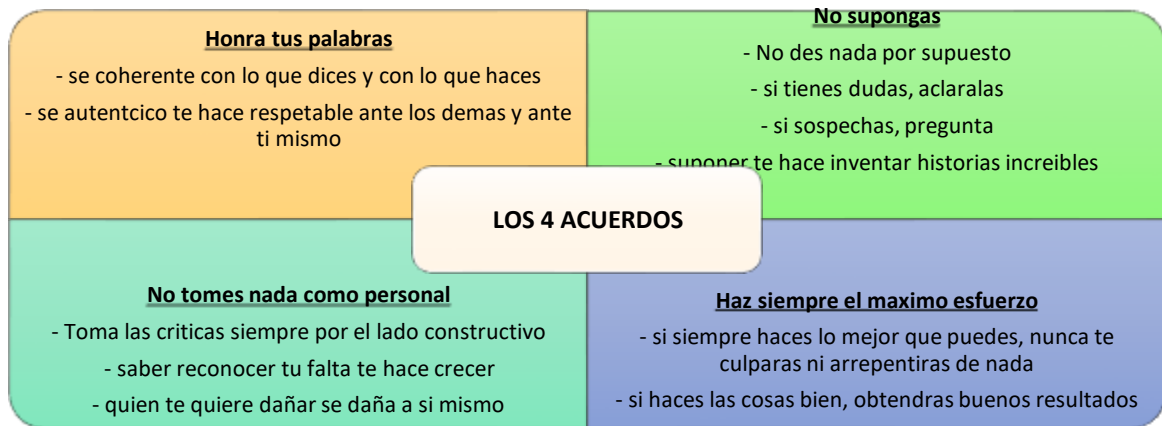 Honra tus palabras
- se coherente con lo que dices y con lo que haces
- se autentcico te hace respetable ante los demas y ante
ti mismo
No supongas
- No des nada por supuesto
- si tienes dudas, aclaralas
- si sospechas, pregunta
- suponer te hace inventar historias increibles
LOS 4 ACUERDOS
No tomes nada como personal
- Toma las criticas siempre por el lado constructivo
- saber reconocer tu falta te hace crecer
- quien te quiere dañar se daña a si mismo
Haz siempre el maximo esfuerzo
- si siempre haces lo mejor que puedes, nunca te
culparas ni arrepentiras de nada
- si haces las cosas bien, obtendras buenos resultados